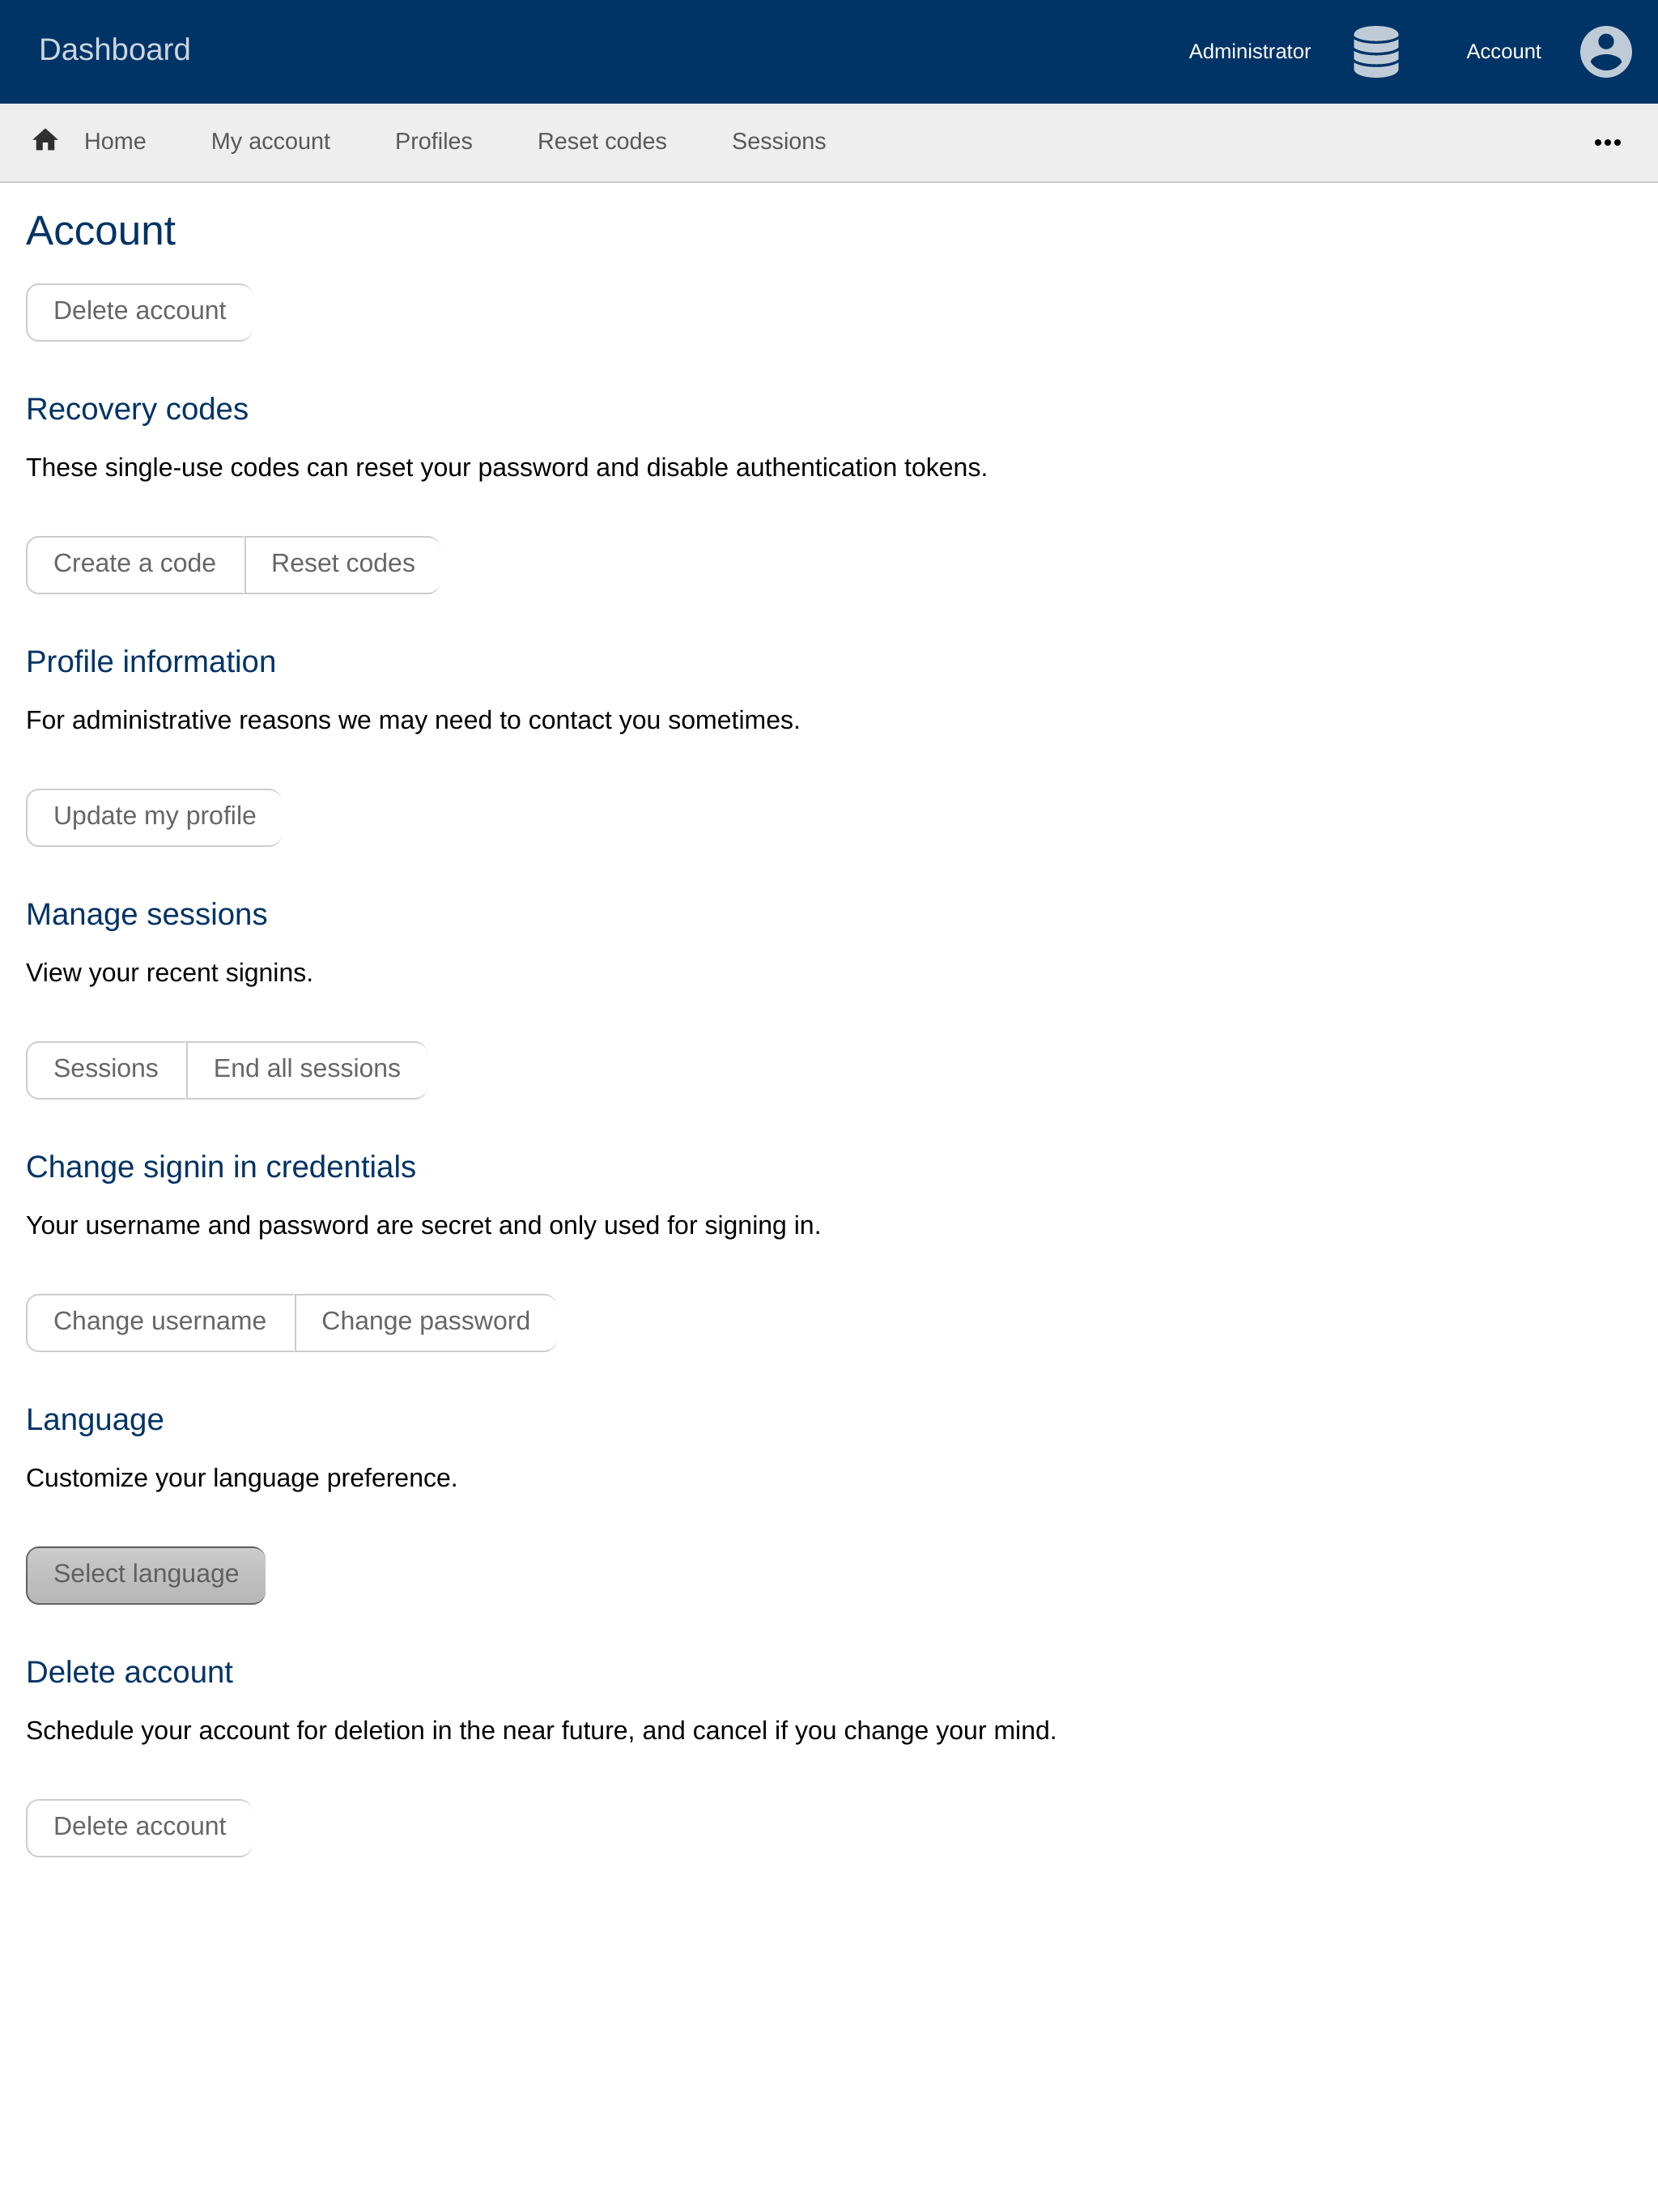 Dashboard
Administrator
Account
Home
My account
Profiles
Reset codes
Sessions
Account
Delete account
Recovery codes
These single-use codes can reset your password and disable authentication tokens.
Create a code
Reset codes
Profile information
For administrative reasons we may need to contact you sometimes.
Update my profile
Manage sessions
View your recent signins.
Sessions
End all sessions
Change signin in credentials
Your username and password are secret and only used for signing in.
Change username
Change password
Language
Customize your language preference.
Select language
Delete account
Schedule your account for deletion in the near future, and cancel if you change your mind.
Delete account